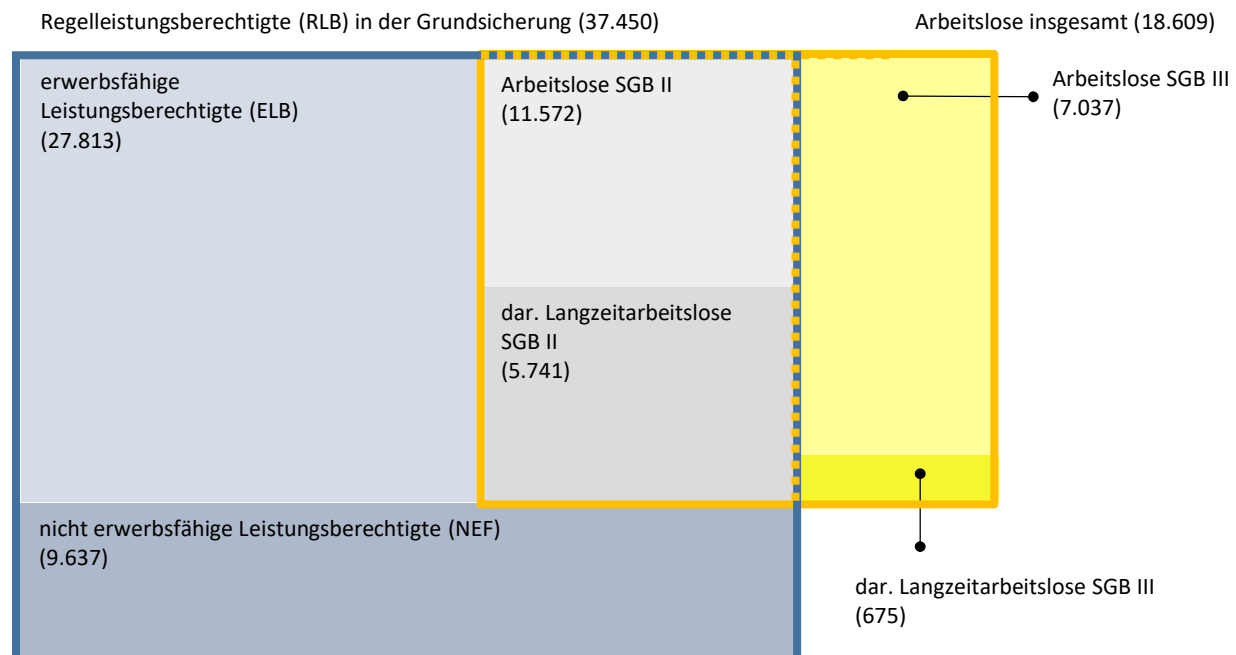 Regelleistungsberechtigte (RLB) in der Grundsicherung (37.450)
Arbeitslose insgesamt (18.609)
erwerbsfähige
Leistungsberechtigte (ELB)
(27.813)
Arbeitslose SGB II
(11.572)
Arbeitslose SGB III
(7.037)
dar. Langzeitarbeitslose
SGB II
(5.741)
nicht erwerbsfähige Leistungsberechtigte (NEF)
(9.637)
dar. Langzeitarbeitslose SGB III
(675)